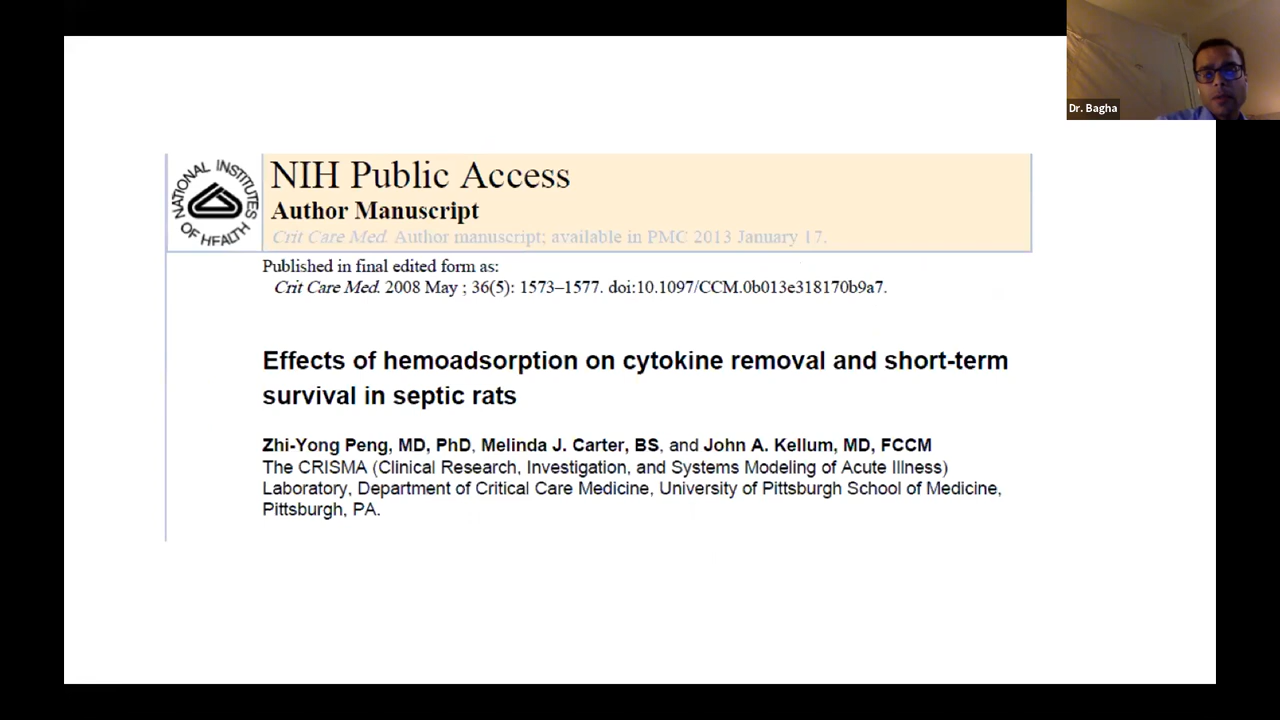 Dr. Bagha
NATIONAL INSTITUTES OF HEALTH
NIH Public Access
Author Manuscript
Crit Care Med. Author manuscript; available in PMC 2013 January 17.
Published in final edited form as:
Crit Care Med. 2008 May ; 36(5): 1573–1577. doi:10.1097/CCM.0b013e318170b9a7.
Effects of hemoadsorption on cytokine removal and short-term
survival in septic rats
Zhi-Yong Peng, MD, PhD, Melinda J. Carter, BS, and John A. Kellum, MD, FCCM
The CRISMA (Clinical Research, Investigation, and Systems Modeling of Acute Illness)
Laboratory, Department of Critical Care Medicine, University of Pittsburgh School of Medicine,
Pittsburgh, PA.